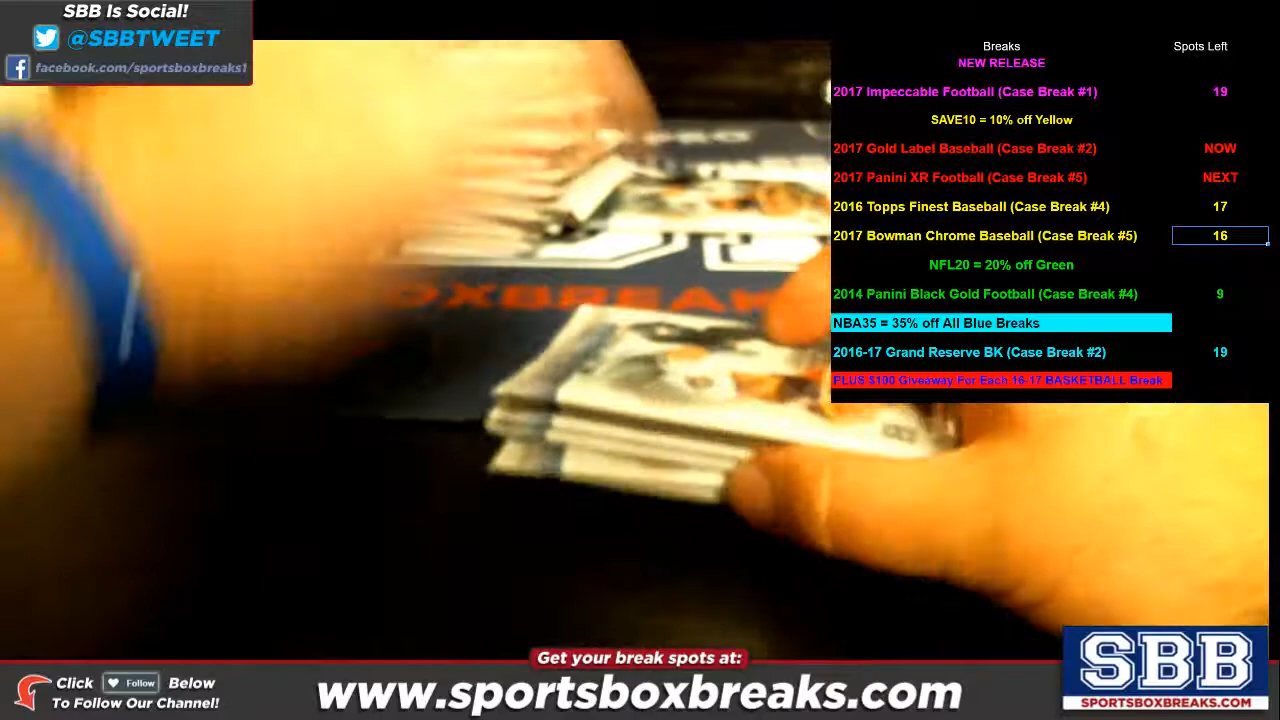 SBB Is Social!
@SBBTWEET
facebook.com/sportsboxbreaks1
Breaks Spots Left
NEW RELEASE
2017 Impeccable Football (Case Break #1) 19
SAVE10 = 10% off Yellow
2017 Gold Label Baseball (Case Break #2) NOW
2017 Panini XR Football (Case Break #5) NEXT
2016 Topps Finest Baseball (Case Break #4) 17
2017 Bowman Chrome Baseball (Case Break #5) 16
NFL20 = 20% off Green
2014 Panini Black Gold Football (Case Break #4) 9
NBA35 = 35% off All Blue Breaks
2016-17 Grand Reserve BK (Case Break #2) 19
PLUS $100 Giveaway For Each 16-17 BASKETBALL Break
OXBREAK
Get your break spots at:
Click Follow Below
To Follow Our Channel!
www.sportsboxbreaks.com
SBB
SPORTSBOXBREAKS.COM